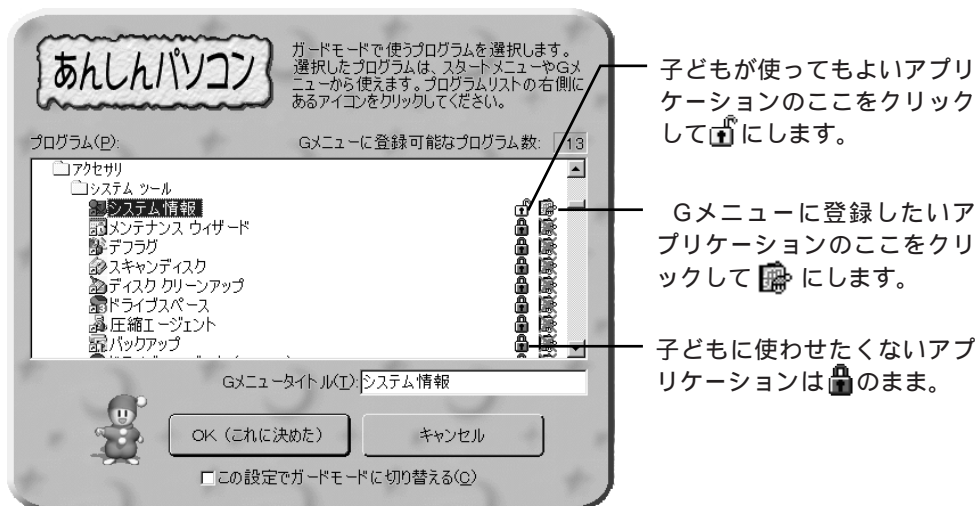 あんしんパソコン
ガードモードで使うプログラムを選択します。
選択したプログラムは、スタートメニューやGメ
ニューから使えます。プログラムリストの右側に
あるアイコンをクリックしてください。
プログラム(P):
Gメニューに登録可能なプログラム数: 13
アクセサリ
システム ツール
システム情報
メンテナンス ウィザード
デフラグ
スキャンディスク
ディスク クリーンアップ
ドライブスペース
圧縮エージェント
バックアップ
Gメニュータイトル(T): システム情報
OK (これに決めた)
キャンセル
この設定でガードモードに切り替える(C)
子どもが使ってもよいアプリ
ケーションのここをクリック
して にします。
Gメニューに登録したいア
プリケーションのここをクリ
ックして にします。
子どもに使わせたくないアプ
リケーションは のまま。